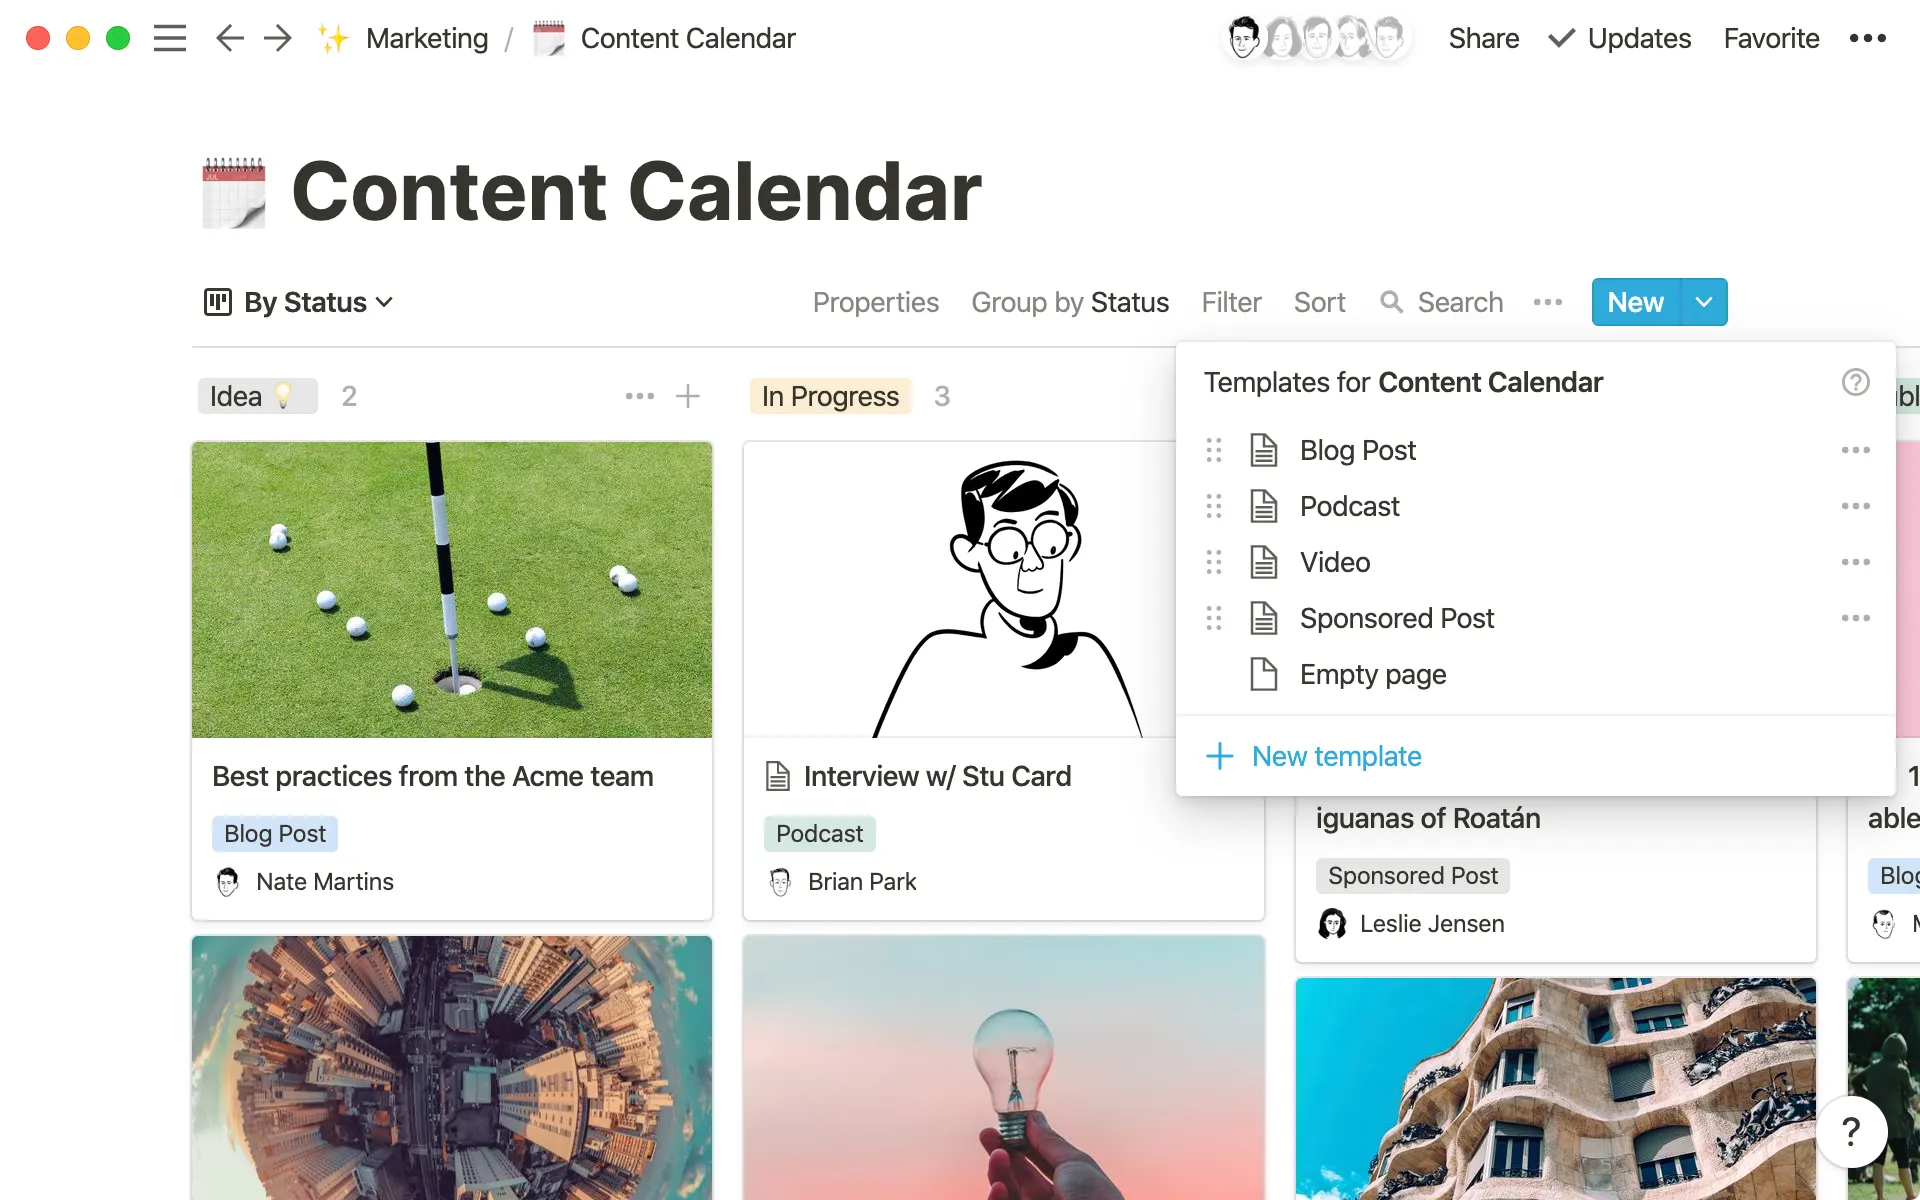 Marketing / Content Calendar
Share Updates Favorite
JUL
Content Calendar
By Status
Properties Group by Status Filter Sort Search New
Templates for Content Calendar
Blog Post
Podcast
Video
Sponsored Post
Empty page
New template
Idea 2
In Progress 3
Best practices from the Acme team
Blog Post
Nate Martins
Interview w/ Stu Card
Podcast
Brian Park
iguanas of Roatán
Sponsored Post
Leslie Jensen
able
?